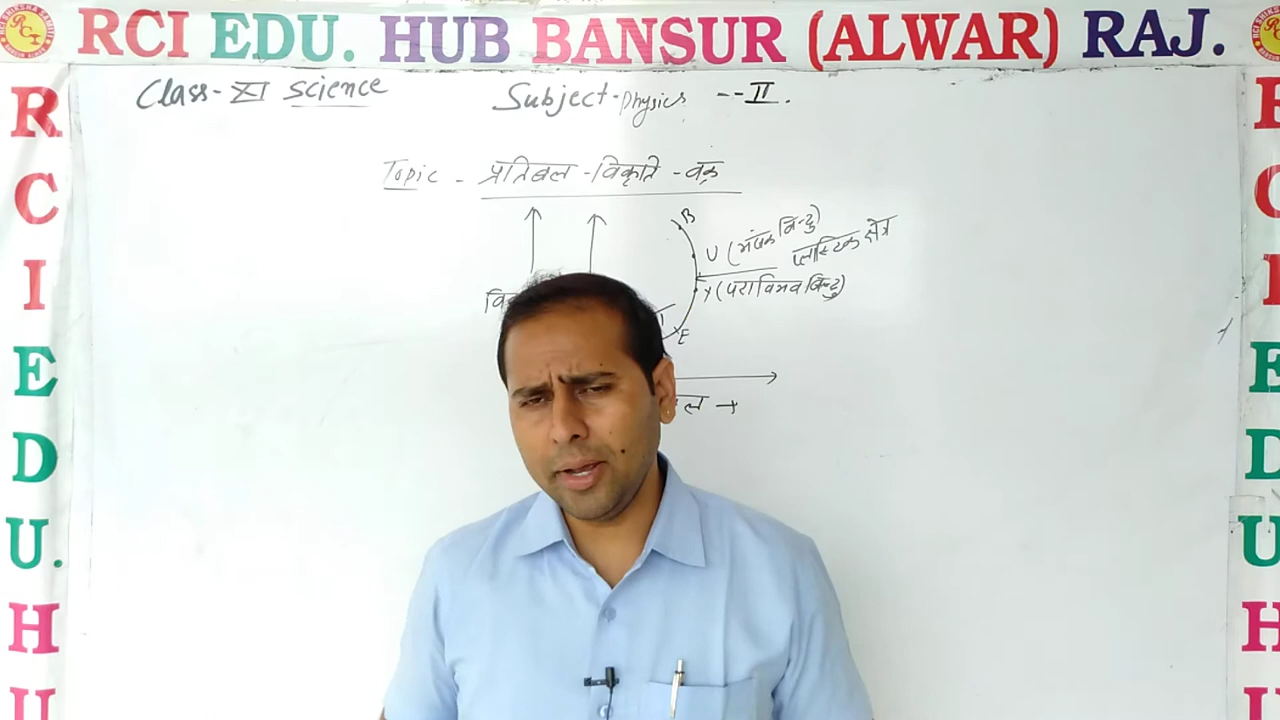 RCI EDU. HUB BANSUR (ALWAR) RAJ.
Class-XI Science
Subject-Physics --II.
Topic - प्रतिबल-विकृति-वक्र
B
U (भंजक बिन्दु)
प्लास्टिक क्षेत्र
Y (पराविभव बिन्दु)
वि
E
ल →
R
C
I
E
D
U.
H
U
E
D
U
H